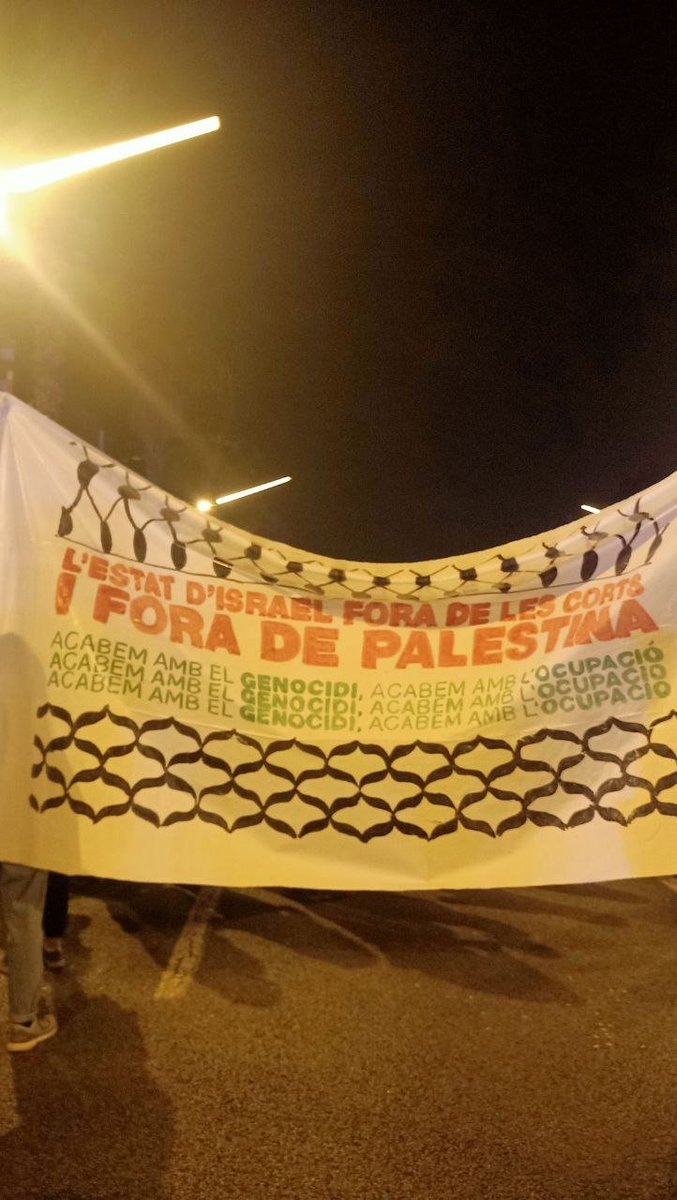 L'ESTAT D'ISRAEL FORA DE LES CORTS
I FORA DE PALESTINA
ACABEM AMB EL GENOCIDI, ACABEM AMB L'OCUPACIÓ
ACABEM AMB EL GENOCIDI, ACABEM AMB L'OCUPACIÓ
ACABEM AMB EL GENOCIDI, ACABEM AMB L'OCUPACIÓ